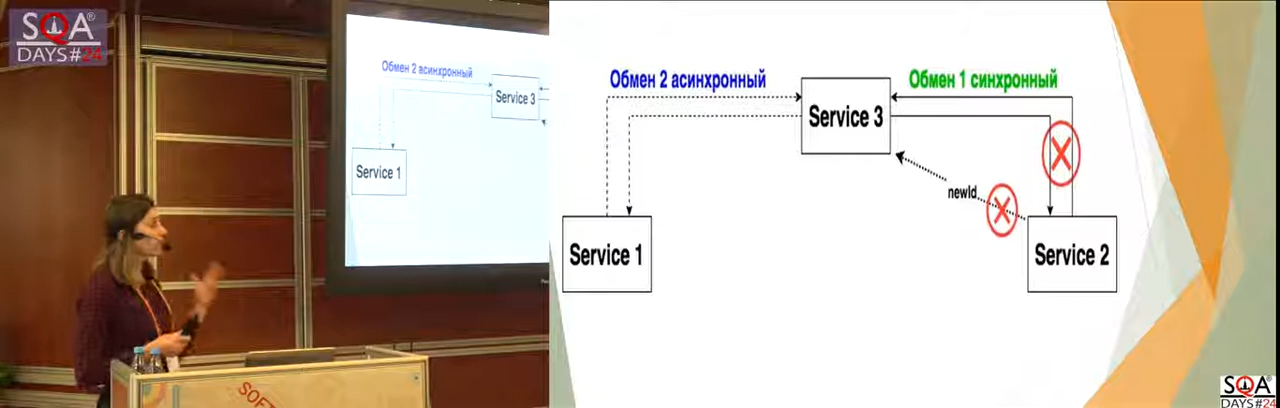 SQA®
DAYS#24
Обмен 2 асинхронный
Service 3
Service 1
SOFT
Обмен 2 асинхронный
Обмен 1 синхронный
Service 3
newId
Service 1
Service 2
SQA
DAYS#24